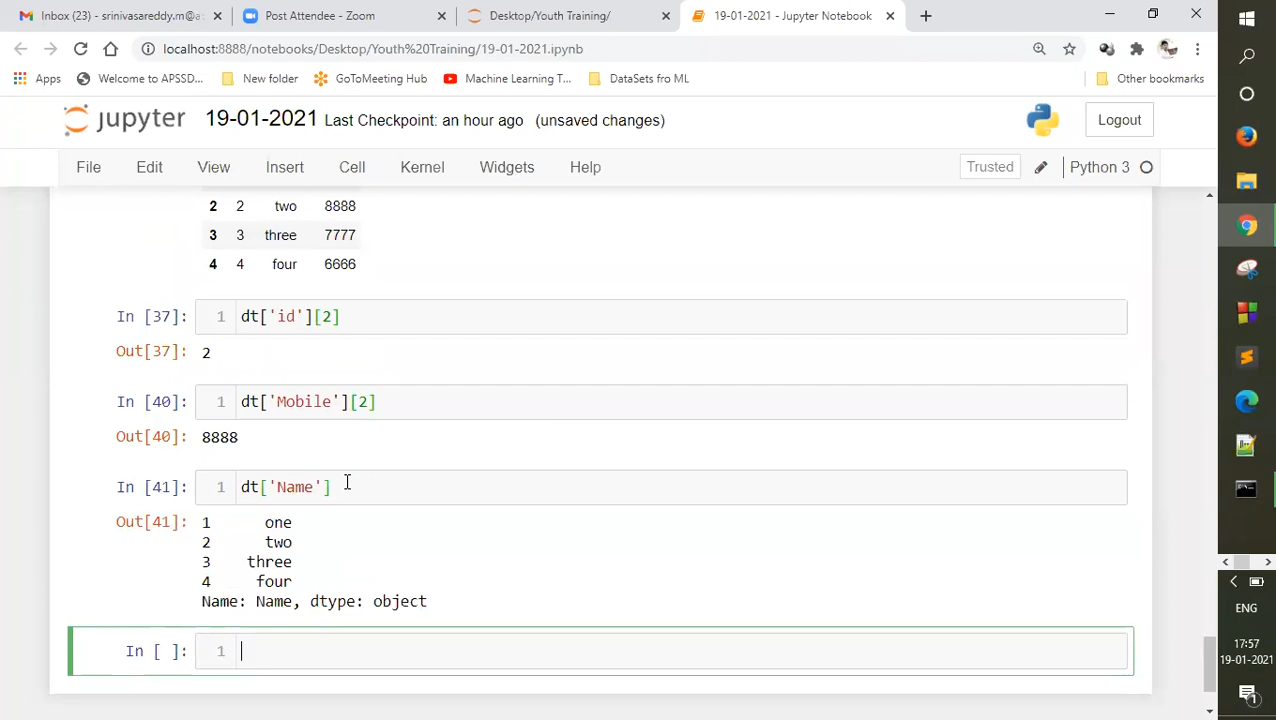 Inbox (23) - srinivasareddy.m@a
Post Attendee - Zoom
Desktop/Youth Training/
19-01-2021 - Jupyter Notebook
localhost:8888/notebooks/Desktop/Youth%20Training/19-01-2021.ipynb
Apps
Welcome to APSSD...
New folder
GoToMeeting Hub
Machine Learning T...
DataSets fro ML
Other bookmarks
jupyter 19-01-2021 Last Checkpoint: an hour ago (unsaved changes)
Logout
File Edit View Insert Cell Kernel Widgets Help
Trusted
Python 3
2 2 two 8888
3 3 three 7777
4 4 four 6666
In [37]: 1 dt['id'][2]
Out[37]: 2
In [40]: 1 dt['Mobile'][2]
Out[40]: 8888
In [41]: 1 dt['Name']
Out[41]: 1 one
2 two
3 three
4 four
Name: Name, dtype: object
In [ ]: 1
ENG
17:57
19-01-2021
1